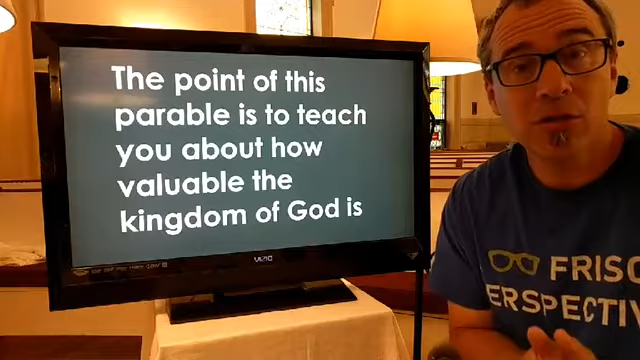 The point of this
parable is to teach
you about how
valuable the
kingdom of God is
VIZIO
FRISC
ERSPECTIV